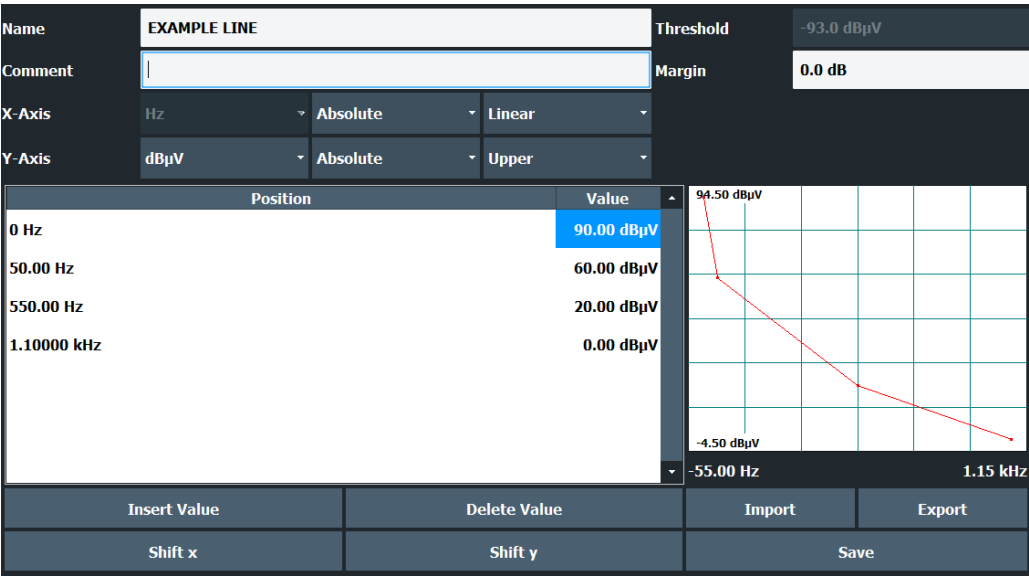 Name EXAMPLE LINE Threshold -93.0 dBµV
Comment Margin 0.0 dB
X-Axis Hz Absolute Linear
Y-Axis dBµV Absolute Upper
Position Value
0 Hz 90.00 dBµV
50.00 Hz 60.00 dBµV
550.00 Hz 20.00 dBµV
1.10000 kHz 0.00 dBµV
94.50 dBµV
-4.50 dBµV
-55.00 Hz 1.15 kHz
Insert Value Delete Value Import Export
Shift x Shift y Save